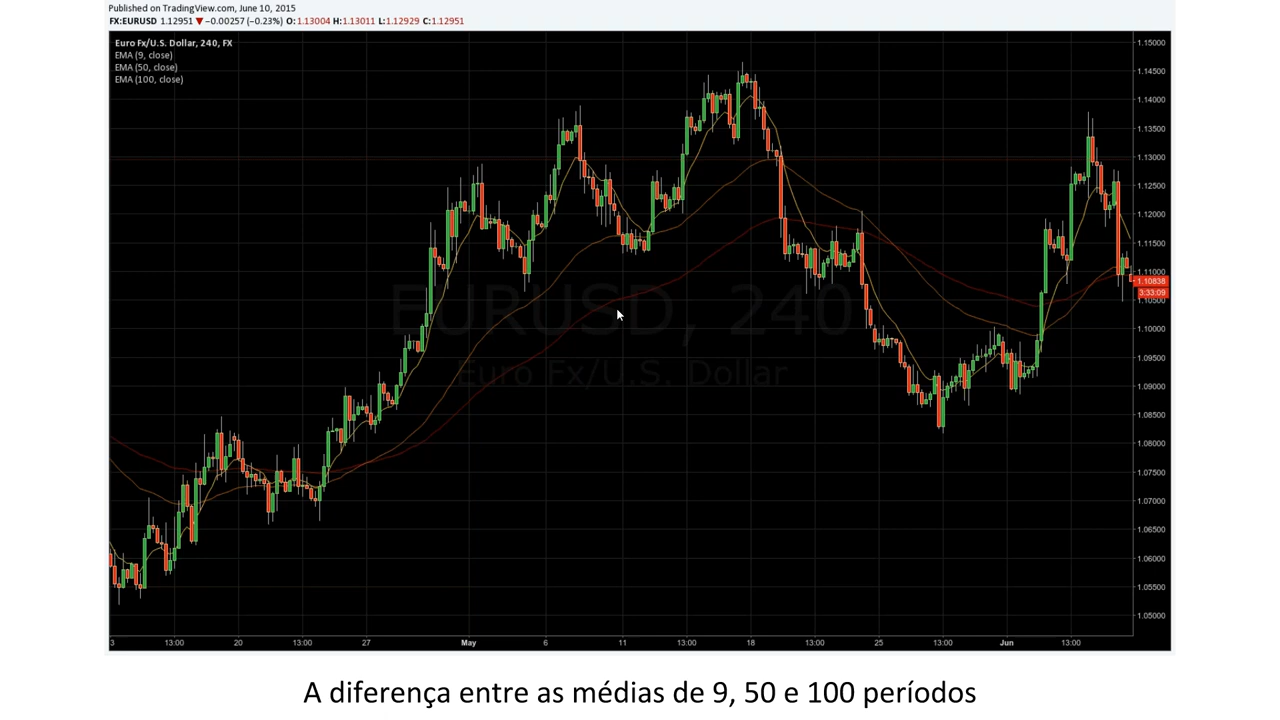 Published on TradingView.com, June 10, 2015
FX:EURUSD 1.12951 ▼ −0.00257 (−0.23%) O:1.13004 H:1.13011 L:1.12929 C:1.12951
Euro Fx/U.S. Dollar, 240, FX
EMA (9, close)
EMA (50, close)
EMA (100, close)
EURUSD, 240
Euro Fx/U.S. Dollar
1.15000
1.14500
1.14000
1.13500
1.13000
1.12500
1.12000
1.11500
1.11000
1.10838
3:33:09
1.10500
1.10000
1.09500
1.09000
1.08500
1.08000
1.07500
1.07000
1.06500
1.06000
1.05500
1.05000
3 13:00 20 13:00 27 May 6 11 13:00 18 13:00 25 13:00 Jun 13:00
A diferença entre as médias de 9, 50 e 100 períodos